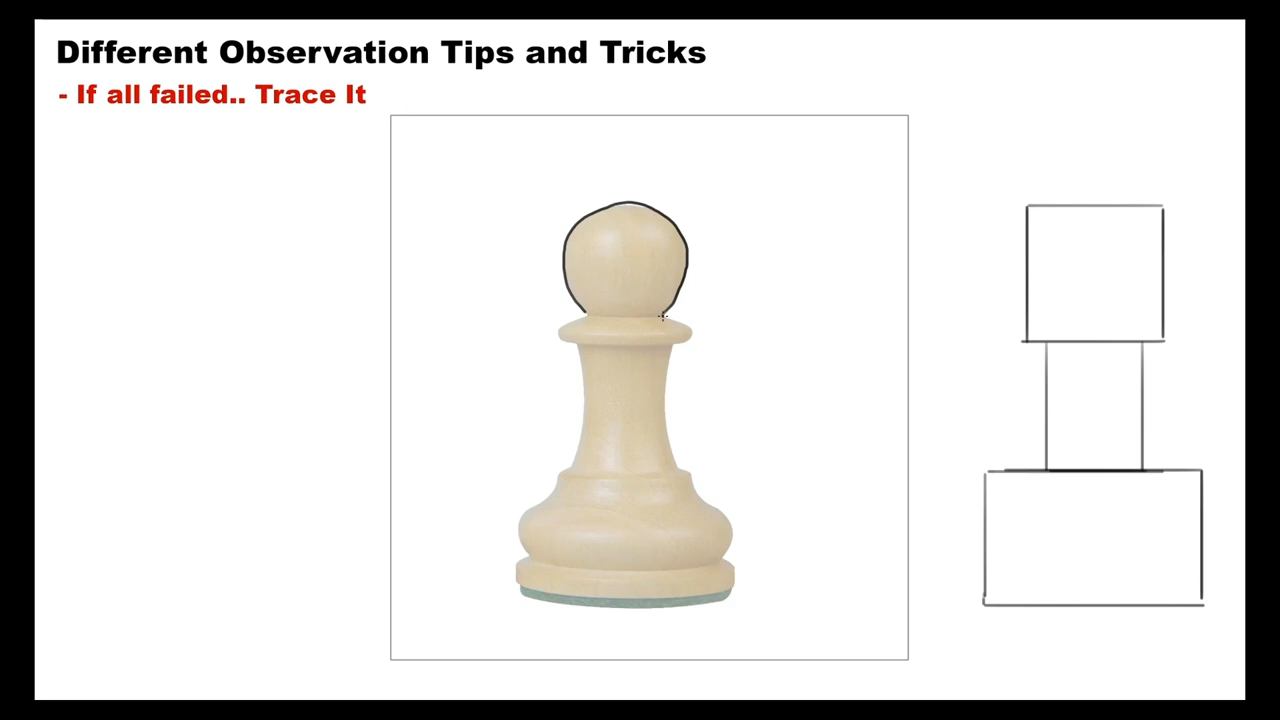 Different Observation Tips and Tricks
- If all failed.. Trace It